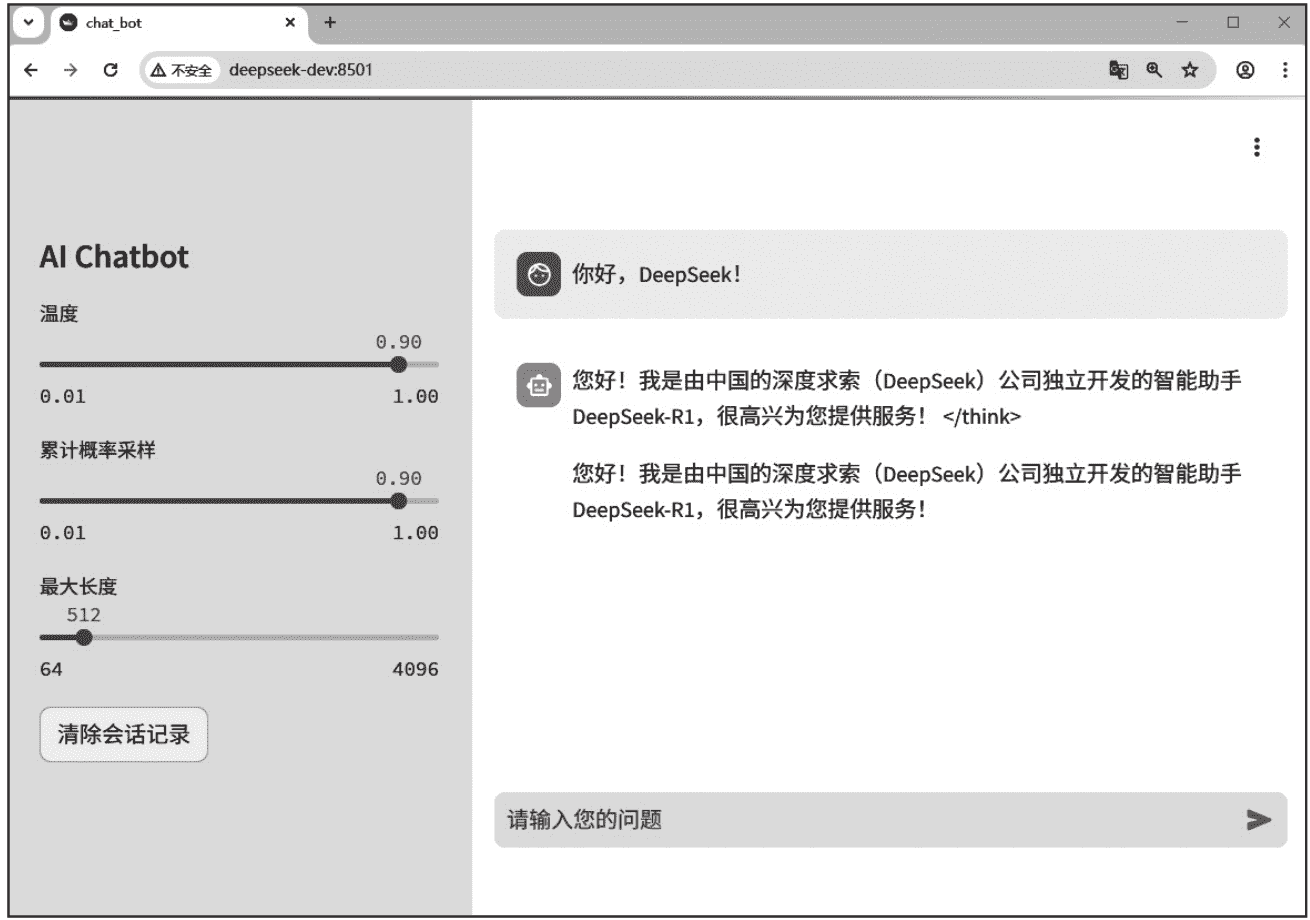 chat_bot
不安全
deepseek-dev:8501
AI Chatbot
温度
0.90
0.01 1.00
累计概率采样
0.90
0.01 1.00
最大长度
512
64 4096
清除会话记录
你好，DeepSeek！
您好！我是由中国的深度求索（DeepSeek）公司独立开发的智能助手
DeepSeek-R1，很高兴为您提供服务！ </think>
您好！我是由中国的深度求索（DeepSeek）公司独立开发的智能助手
DeepSeek-R1，很高兴为您提供服务！
请输入您的问题